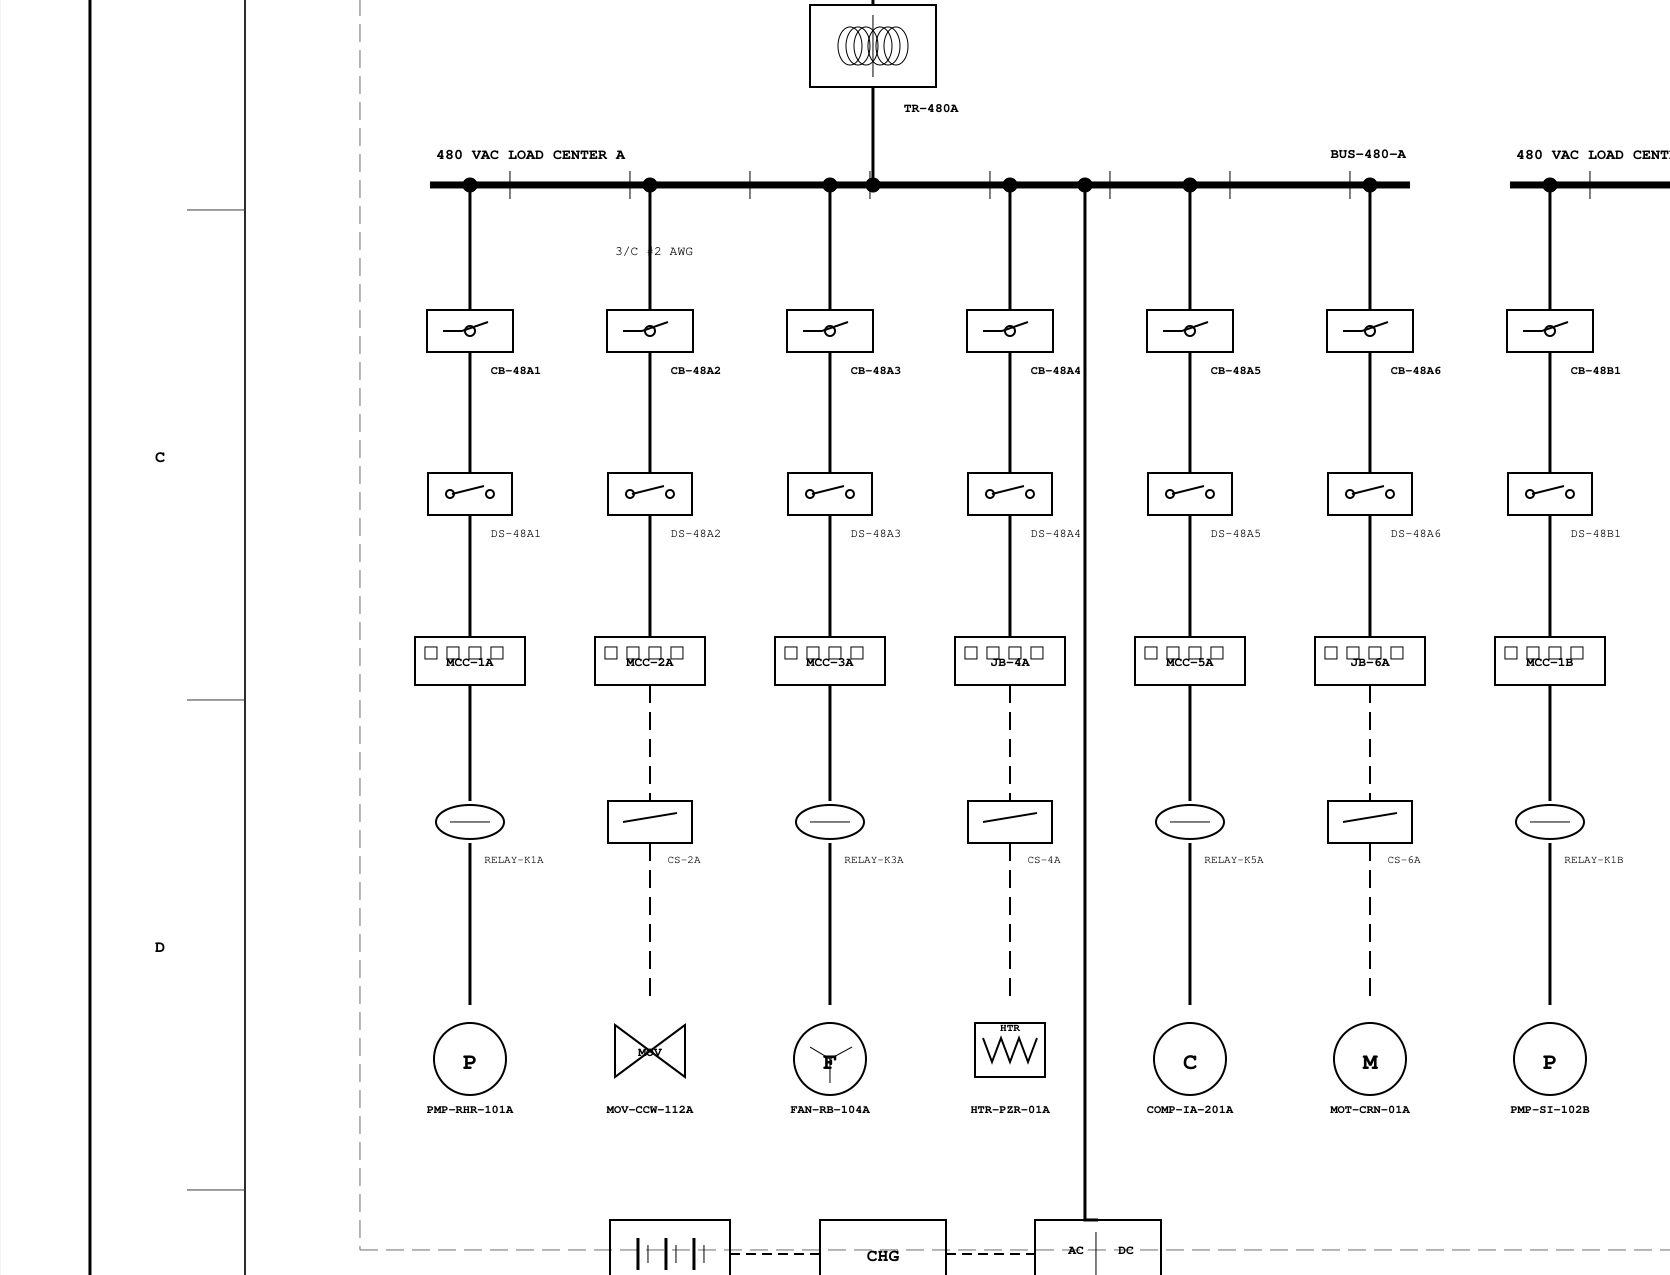 TR-480A
480 VAC LOAD CENTER A
BUS-480-A
480 VAC LOAD CENT
3/C #2 AWG
CB-48A1
CB-48A2
CB-48A3
CB-48A4
CB-48A5
CB-48A6
CB-48B1
C
DS-48A1
DS-48A2
DS-48A3
DS-48A4
DS-48A5
DS-48A6
DS-48B1
MCC-1A
MCC-2A
MCC-3A
JB-4A
MCC-5A
JB-6A
MCC-1B
RELAY-K1A
CS-2A
RELAY-K3A
CS-4A
RELAY-K5A
CS-6A
RELAY-K1B
D
P
MOV
F
HTR
C
M
P
PMP-RHR-101A
MOV-CCW-112A
FAN-RB-104A
HTR-PZR-01A
COMP-IA-201A
MOT-CRN-01A
PMP-SI-102B
CHG
AC
DC